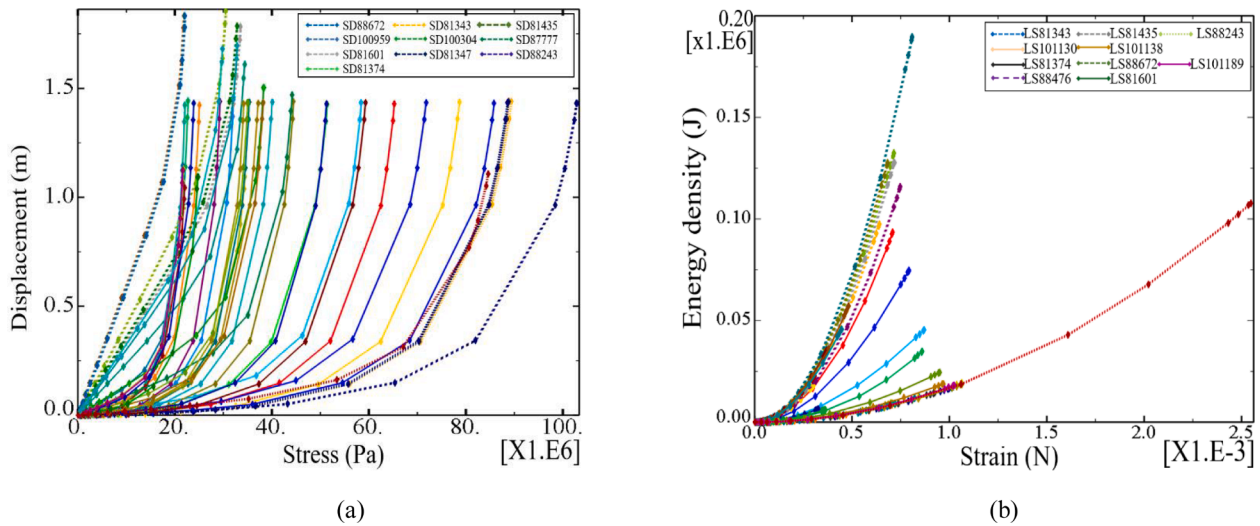 SD88672 SD81343 SD81435
SD100959 SD100304 SD87777
SD81601 SD81347 SD88243
SD81374
Displacement (m)
1.5
1.0
0.5
0.0
0. 20. 40. 60. 80. 100.
Stress (Pa) [X1.E6]
(a)
0.20
[x1.E6]
LS81343 LS81435 LS88243
LS101130 LS101138
LS81374 LS88672 LS101189
LS88476 LS81601
Energy density (J)
0.15
0.10
0.05
0.00
0.0 0.5 1.0 1.5 2.0 2.5
Strain (N) [X1.E-3]
(b)